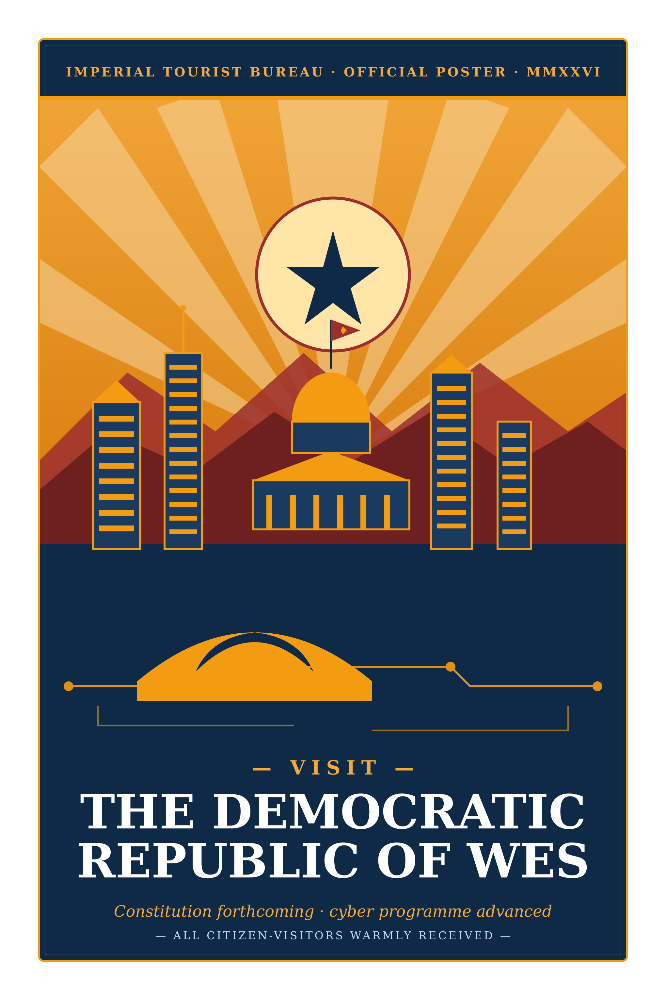 IMPERIAL TOURIST BUREAU · OFFICIAL POSTER · MMXXVI
— VISIT —
THE DEMOCRATIC
REPUBLIC OF WES
Constitution forthcoming · cyber programme advanced
— ALL CITIZEN-VISITORS WARMLY RECEIVED —